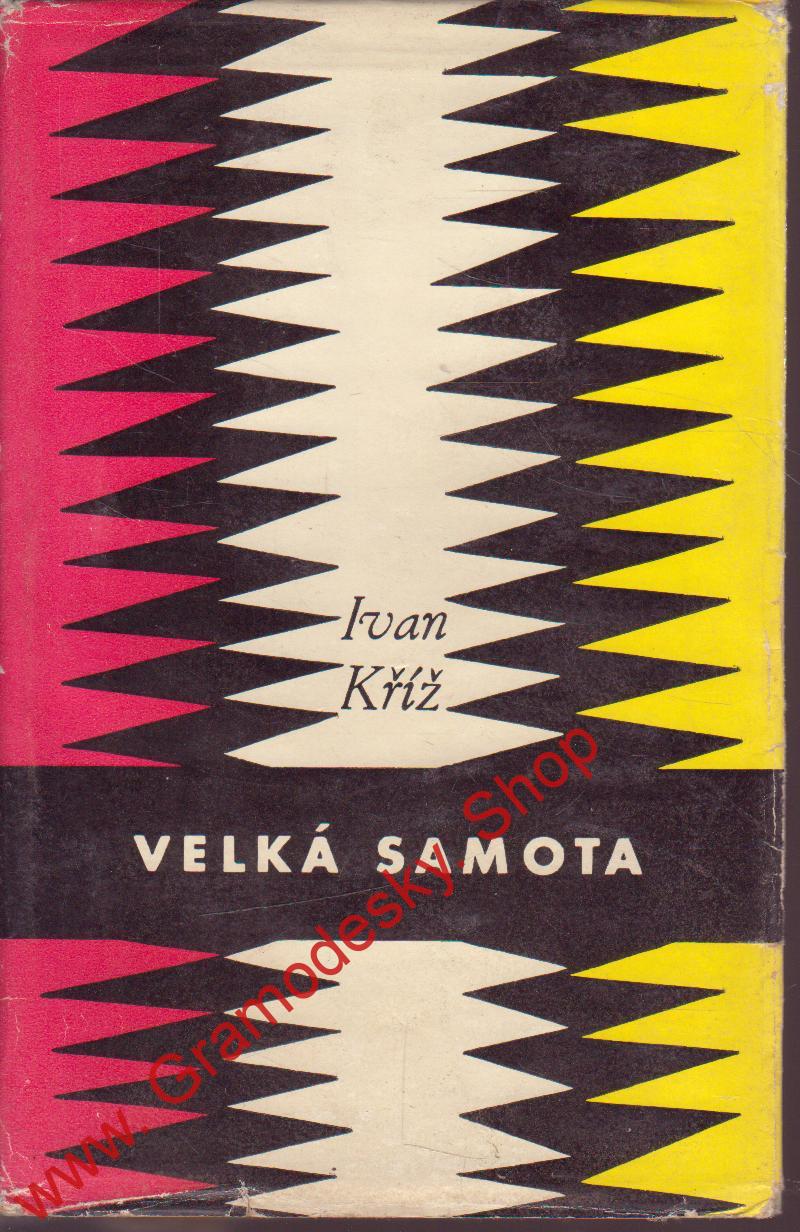 Ivan
Kříž
VELKÁ SAMOTA
www. Gramodesky. Shop